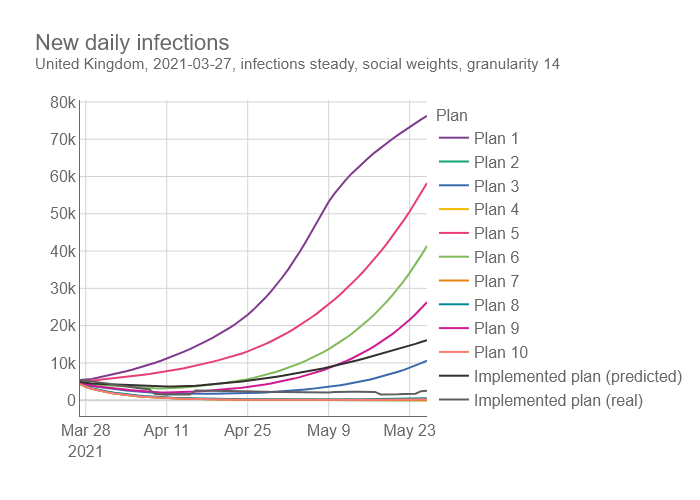 New daily infections
United Kingdom, 2021-03-27, infections steady, social weights, granularity 14
80k
70k
60k
50k
40k
30k
20k
10k
0
Mar 28
2021
Apr 11
Apr 25
May 9
May 23
Plan
Plan 1
Plan 2
Plan 3
Plan 4
Plan 5
Plan 6
Plan 7
Plan 8
Plan 9
Plan 10
Implemented plan (predicted)
Implemented plan (real)